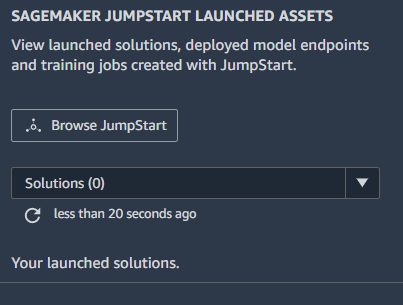 SAGEMAKER JUMPSTART LAUNCHED ASSETS
View launched solutions, deployed model endpoints
and training jobs created with JumpStart.
Browse JumpStart
Solutions (0)
less than 20 seconds ago
Your launched solutions.